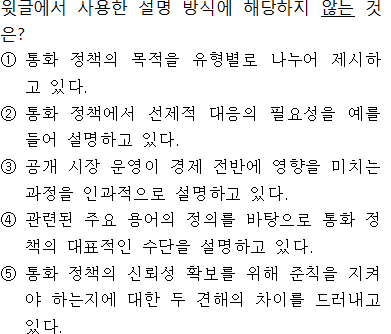 윗글에서 사용한 설명 방식에 해당하지 않는 것
은?
① 통화 정책의 목적을 유형별로 나누어 제시하
고 있다.
② 통화 정책에서 선제적 대응의 필요성을 예를
들어 설명하고 있다.
③ 공개 시장 운영이 경제 전반에 영향을 미치는
과정을 인과적으로 설명하고 있다.
④ 관련된 주요 용어의 정의를 바탕으로 통화 정
책의 대표적인 수단을 설명하고 있다.
⑤ 통화 정책의 신뢰성 확보를 위해 준칙을 지켜
야 하는지에 대한 두 견해의 차이를 드러내고
있다.